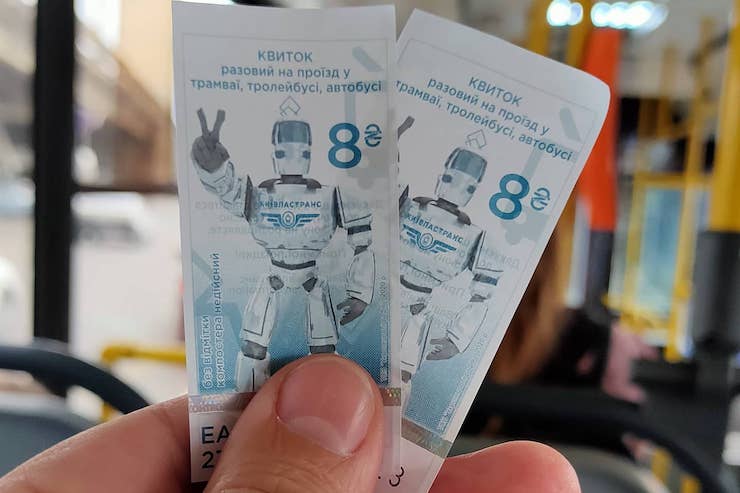 КВИТОК
разовий на проїзд у
трамваї, тролейбусі, автобусі
8₴
КИЇВПАСТРАНС
без відмітки
компостера недійсний
ЕА
КВИТОК
разовий на проїзд у
трамваї, тролейбусі, автобусі
8₴
КИЇВПАСТРАНС